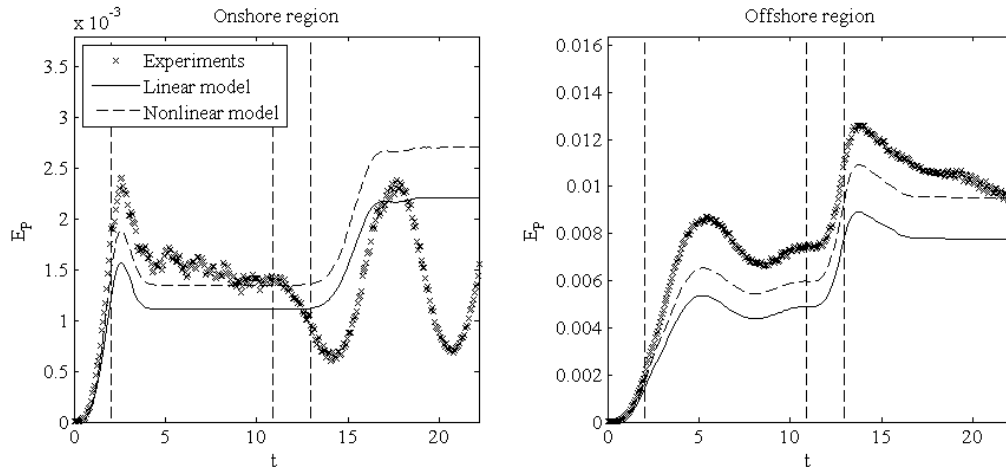 Onshore region
x 10⁻³
3.5
3
2.5
2
1.5
1
0.5
0
E_p
0 5 10 15 20
t
Experiments
Linear model
Nonlinear model
Offshore region
0.016
0.014
0.012
0.01
0.008
0.006
0.004
0.002
0
E_p
0 5 10 15 20
t